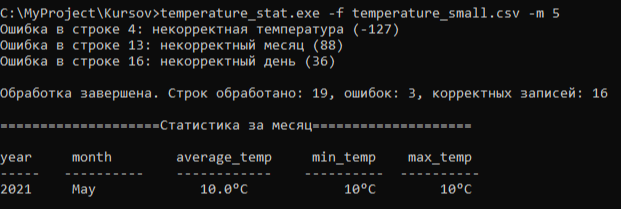 C:\MyProject\Kursov>temperature_stat.exe -f temperature_small.csv -m 5
Ошибка в строке 4: некорректная температура (-127)
Ошибка в строке 13: некорректный месяц (88)
Ошибка в строке 16: некорректный день (36)
Обработка завершена. Строк обработано: 19, ошибок: 3, корректных записей: 16
====================Статистика за месяц====================
year month average_temp min_temp max_temp
----- ---------- ------------ ---------- ----------
2021 May 10.0°C 10°C 10°C